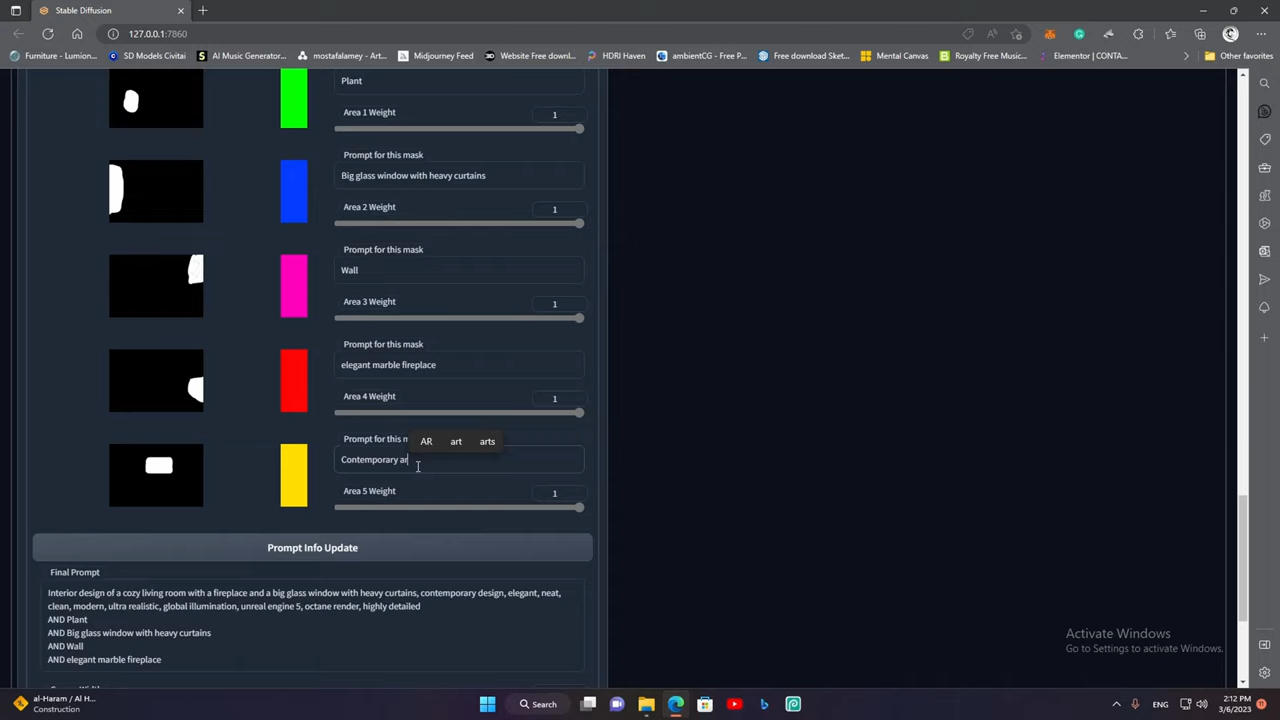 Stable Diffusion
127.0.0.1:7860
Furniture - Lumion...
SD Models Civitai
AI Music Generator...
mostafalamey - Art...
Midjourney Feed
Website Free downl...
HDRI Haven
ambientCG - Free P...
Free download Sket...
Mental Canvas
Royalty Free Music...
Elementor | CONTA...
Other favorites
Plant
Area 1 Weight
1
Prompt for this mask
Big glass window with heavy curtains
Area 2 Weight
1
Prompt for this mask
Wall
Area 3 Weight
1
Prompt for this mask
elegant marble fireplace
Area 4 Weight
1
Prompt for this m
AR art arts
Contemporary ar
Area 5 Weight
1
Prompt Info Update
Final Prompt
Interior design of a cozy living room with a fireplace and a big glass window with heavy curtains, contemporary design, elegant, neat,
clean, modern, ultra realistic, global illumination, unreal engine 5, octane render, highly detailed
AND Plant
AND Big glass window with heavy curtains
AND Wall
AND elegant marble fireplace
Activate Windows
Go to Settings to activate Windows.
al-Haram / Al H...
Construction
Search
ENG
2:12 PM
3/6/2023